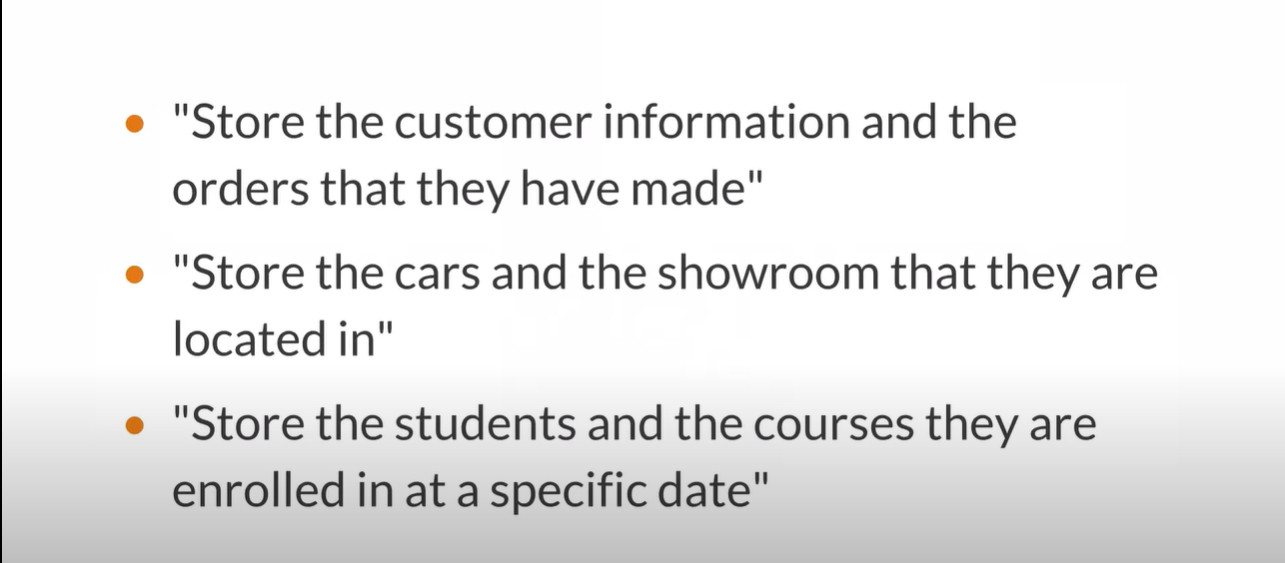 "Store the customer information and the
orders that they have made"
"Store the cars and the showroom that they are
located in"
"Store the students and the courses they are
enrolled in at a specific date"